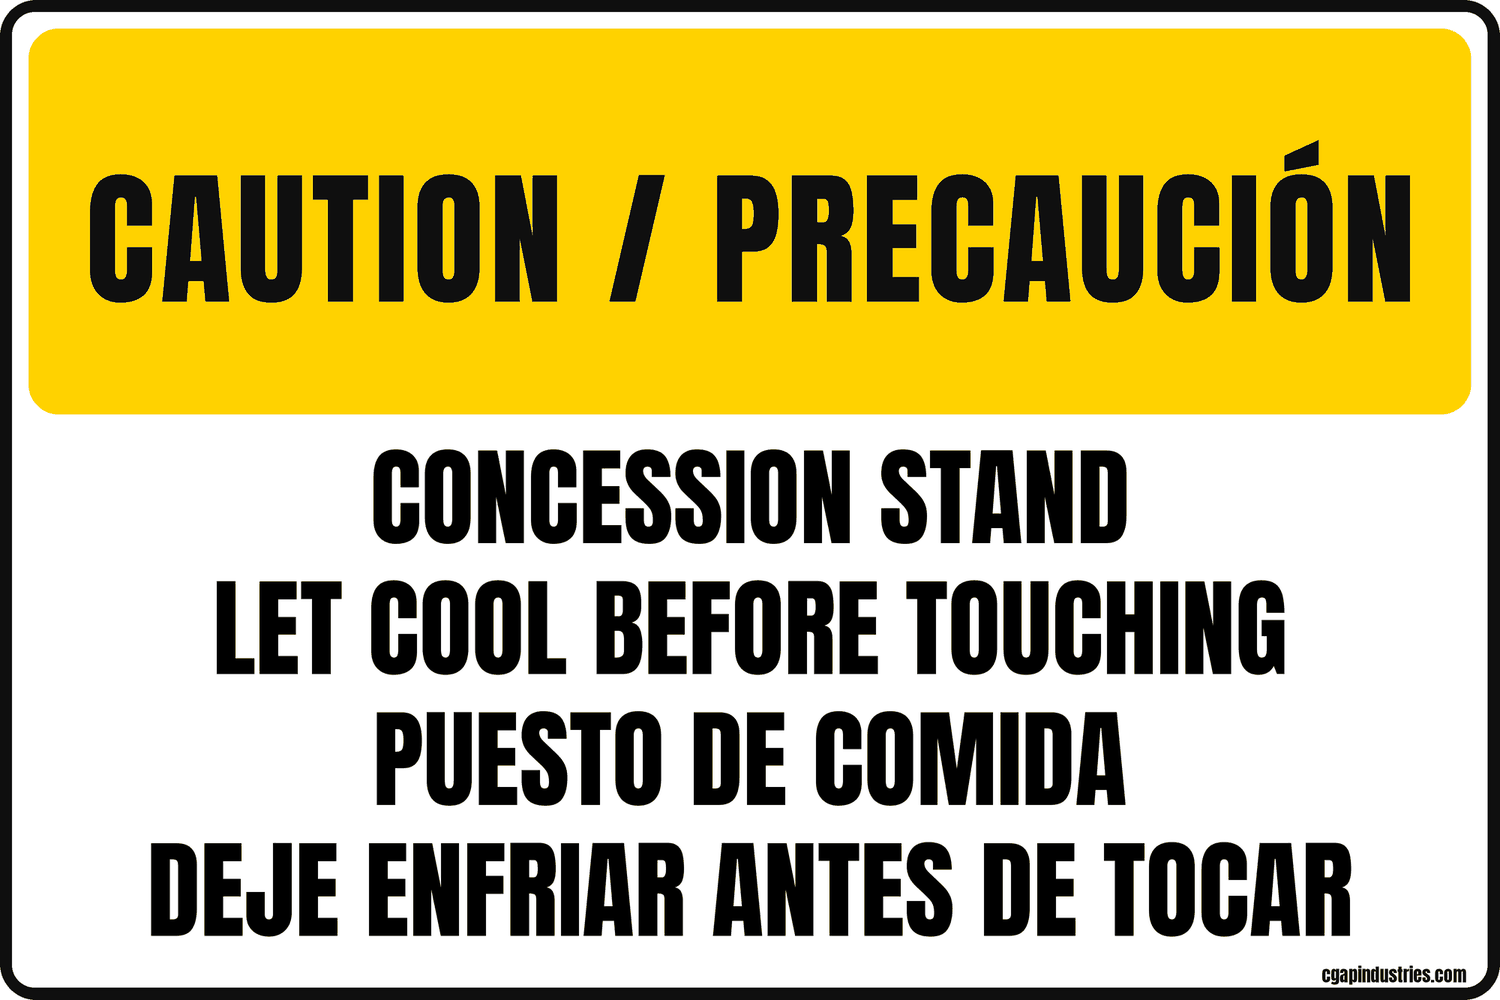 CAUTION / PRECAUCIÓN
CONCESSION STAND
LET COOL BEFORE TOUCHING
PUESTO DE COMIDA
DEJE ENFRIAR ANTES DE TOCAR
cgapindustries.com